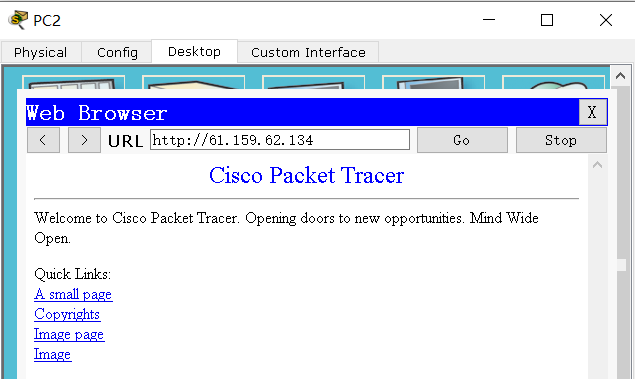 PC2
Physical Config Desktop Custom Interface
Web Browser X
< > URL http://61.159.62.134 Go Stop
Cisco Packet Tracer
Welcome to Cisco Packet Tracer. Opening doors to new opportunities. Mind Wide
Open.
Quick Links:
A small page
Copyrights
Image page
Image